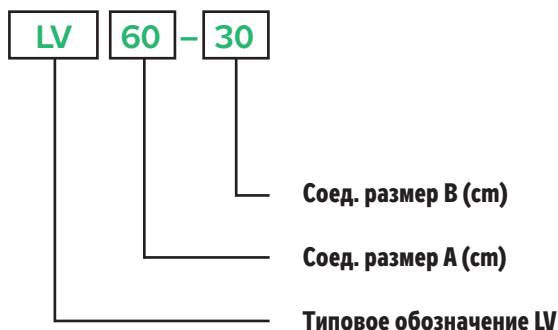 LV 60 – 30
Соед. размер B (cm)
Соед. размер A (cm)
Типовое обозначение LV